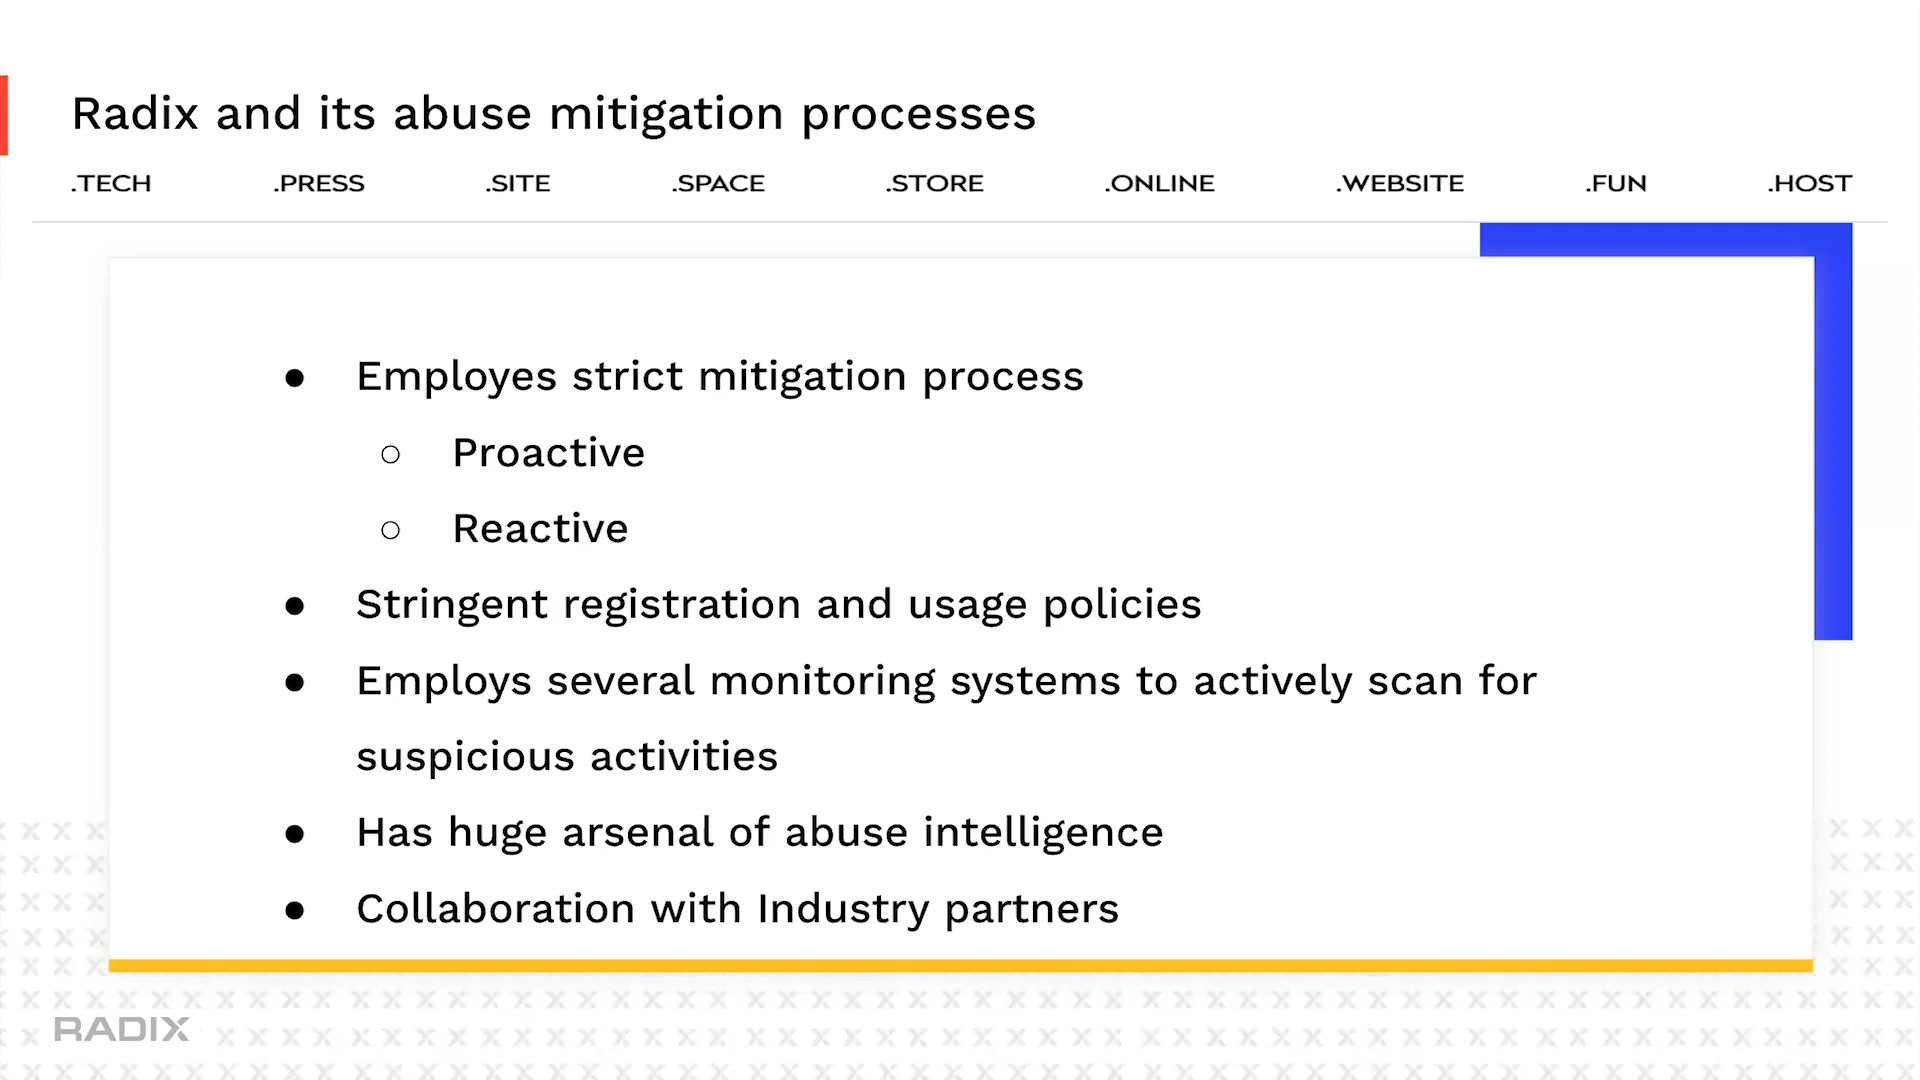 Radix and its abuse mitigation processes
.TECH .PRESS .SITE .SPACE .STORE .ONLINE .WEBSITE .FUN .HOST
● Employes strict mitigation process
○ Proactive
○ Reactive
● Stringent registration and usage policies
● Employs several monitoring systems to actively scan for
suspicious activities
● Has huge arsenal of abuse intelligence
● Collaboration with Industry partners
RADIX